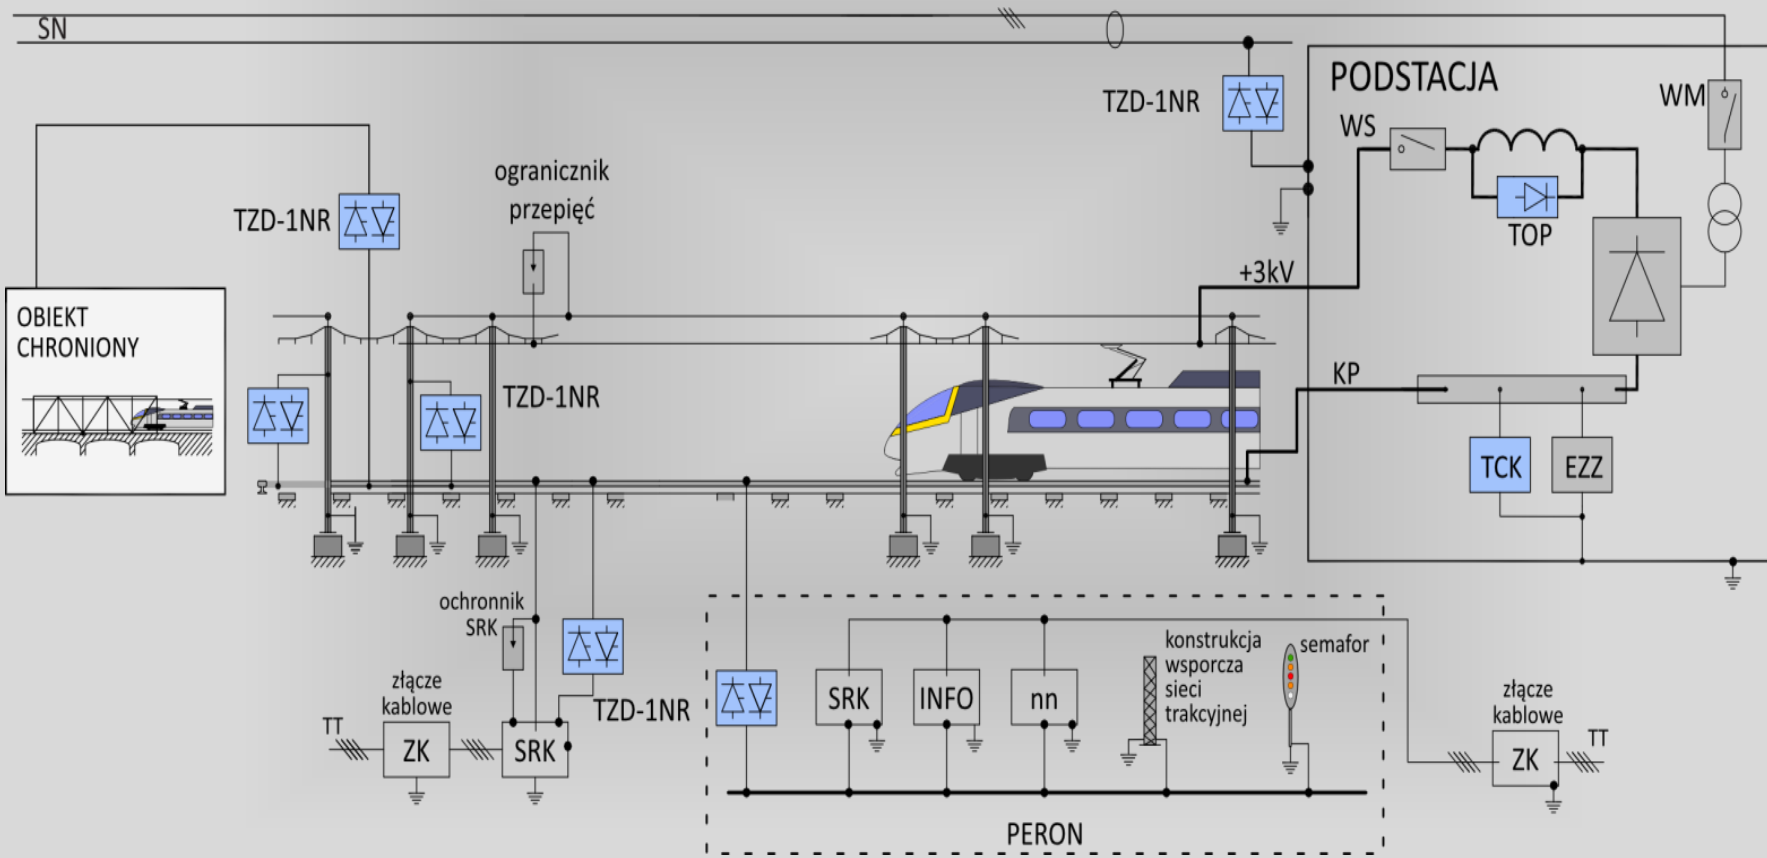 SN
PODSTACJA
WM
TZD-1NR
WS
ogranicznik
przepięć
TZD-1NR
TOP
+3kV
OBIEKT
CHRONIONY
KP
TZD-1NR
TCK
EZZ
ochronnik
SRK
konstrukcja
wsporcza
sieci
trakcyjnej
semafor
złącze
kablowe
TZD-1NR
SRK
INFO
nn
złącze
kablowe
TT
ZK
SRK
ZK
TT
PERON